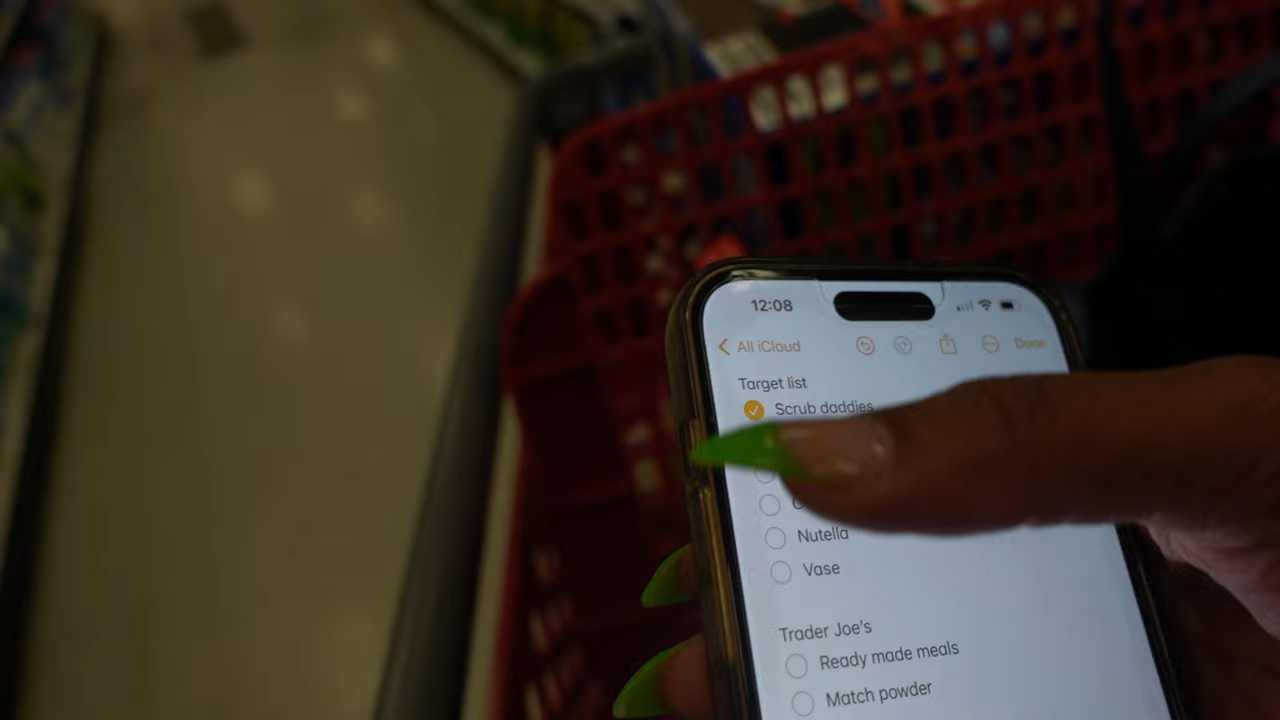 12:08
All iCloud
Done
Target list
Scrub daddies
Nutella
Vase
Trader Joe's
Ready made meals
Match powder